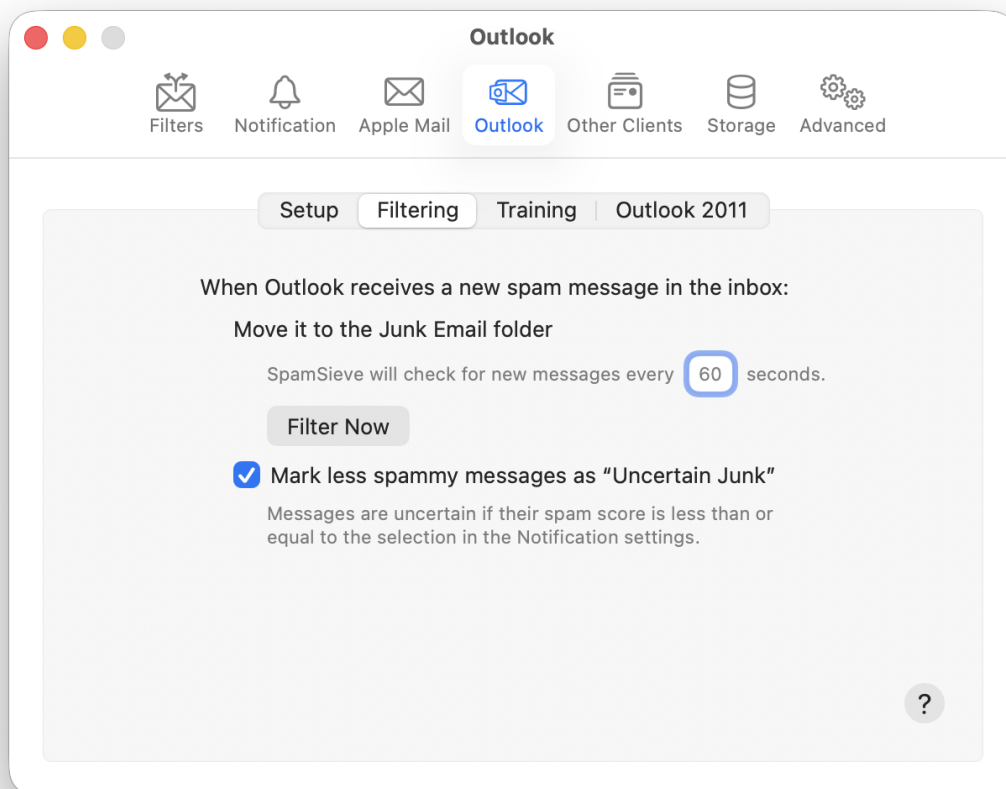 Outlook
Filters Notification Apple Mail Outlook Other Clients Storage Advanced
Setup Filtering Training Outlook 2011
When Outlook receives a new spam message in the inbox:
Move it to the Junk Email folder
SpamSieve will check for new messages every 60 seconds.
Filter Now
Mark less spammy messages as “Uncertain Junk”
Messages are uncertain if their spam score is less than or
equal to the selection in the Notification settings.
?